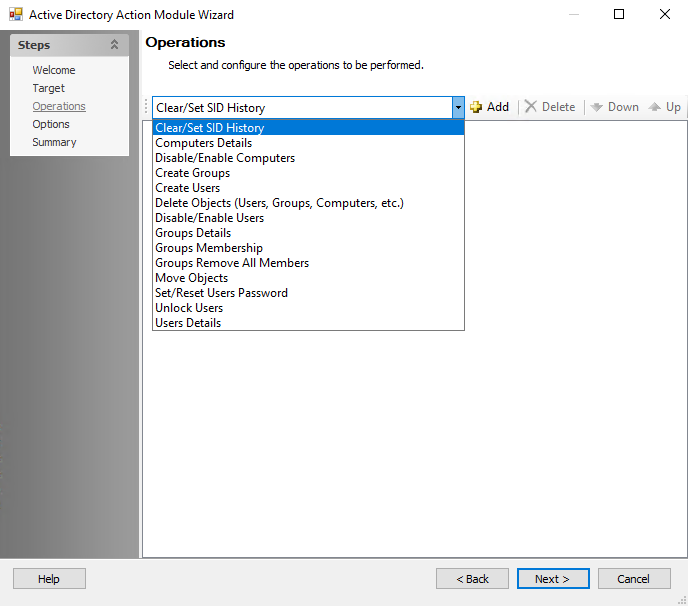 Active Directory Action Module Wizard
Steps
Welcome
Target
Operations
Options
Summary
Operations
Select and configure the operations to be performed.
Clear/Set SID History Add Delete Down Up
Clear/Set SID History
Computers Details
Disable/Enable Computers
Create Groups
Create Users
Delete Objects (Users, Groups, Computers, etc.)
Disable/Enable Users
Groups Details
Groups Membership
Groups Remove All Members
Move Objects
Set/Reset Users Password
Unlock Users
Users Details
Help < Back Next > Cancel